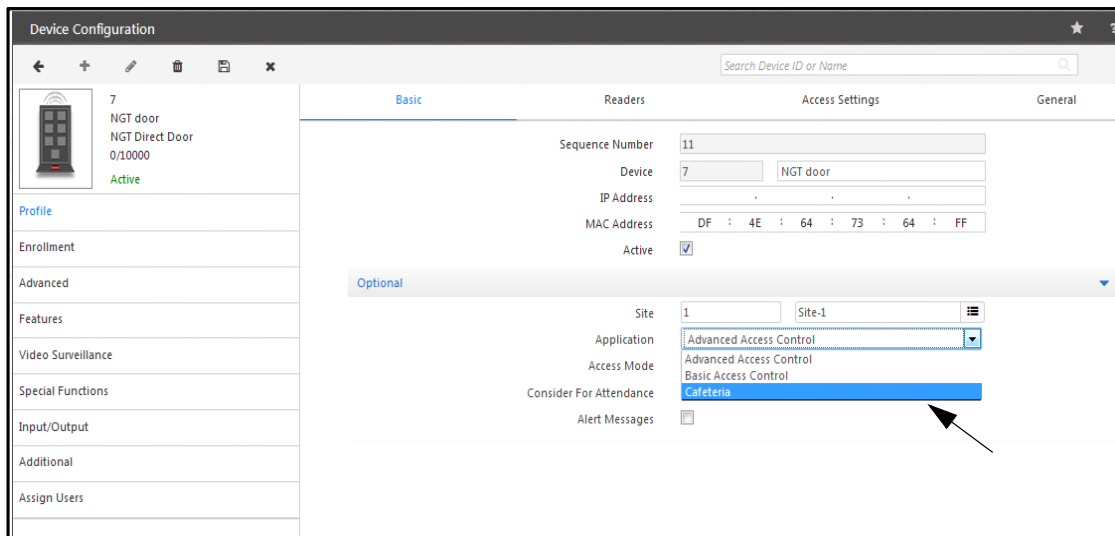 Device Configuration
Search Device ID or Name
7
NGT door
NGT Direct Door
0/10000
Active
Profile
Enrollment
Advanced
Features
Video Surveillance
Special Functions
Input/Output
Additional
Assign Users
Basic Readers Access Settings General
Sequence Number 11
Device 7 NGT door
IP Address . . .
MAC Address DF : 4E : 64 : 73 : 64 : FF
Active
Optional
Site 1 Site-1
Application Advanced Access Control
Advanced Access Control
Access Mode
Basic Access Control
Consider For Attendance Cafeteria
Alert Messages